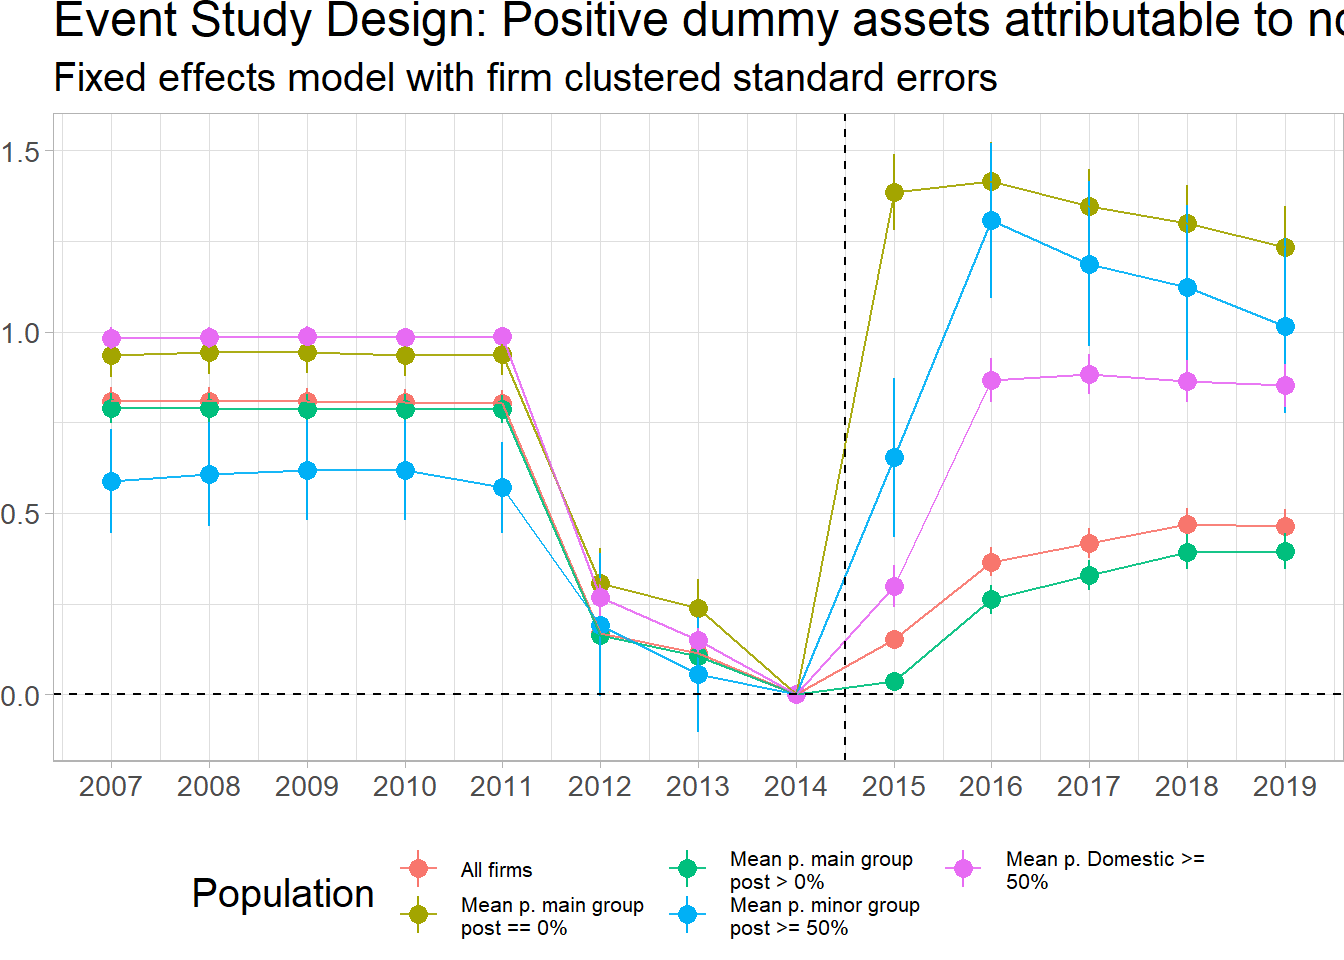 Event Study Design: Positive dummy assets attributable to
Fixed effects model with firm clustered standard errors
1.5
1.0
0.5
0.0
2007 2008 2009 2010 2011 2012 2013 2014 2015 2016 2017 2018 2019
Population
All firms
Mean p. main group
post == 0%
Mean p. main group
post > 0%
Mean p. minor group
post >= 50%
Mean p. Domestic >=
50%